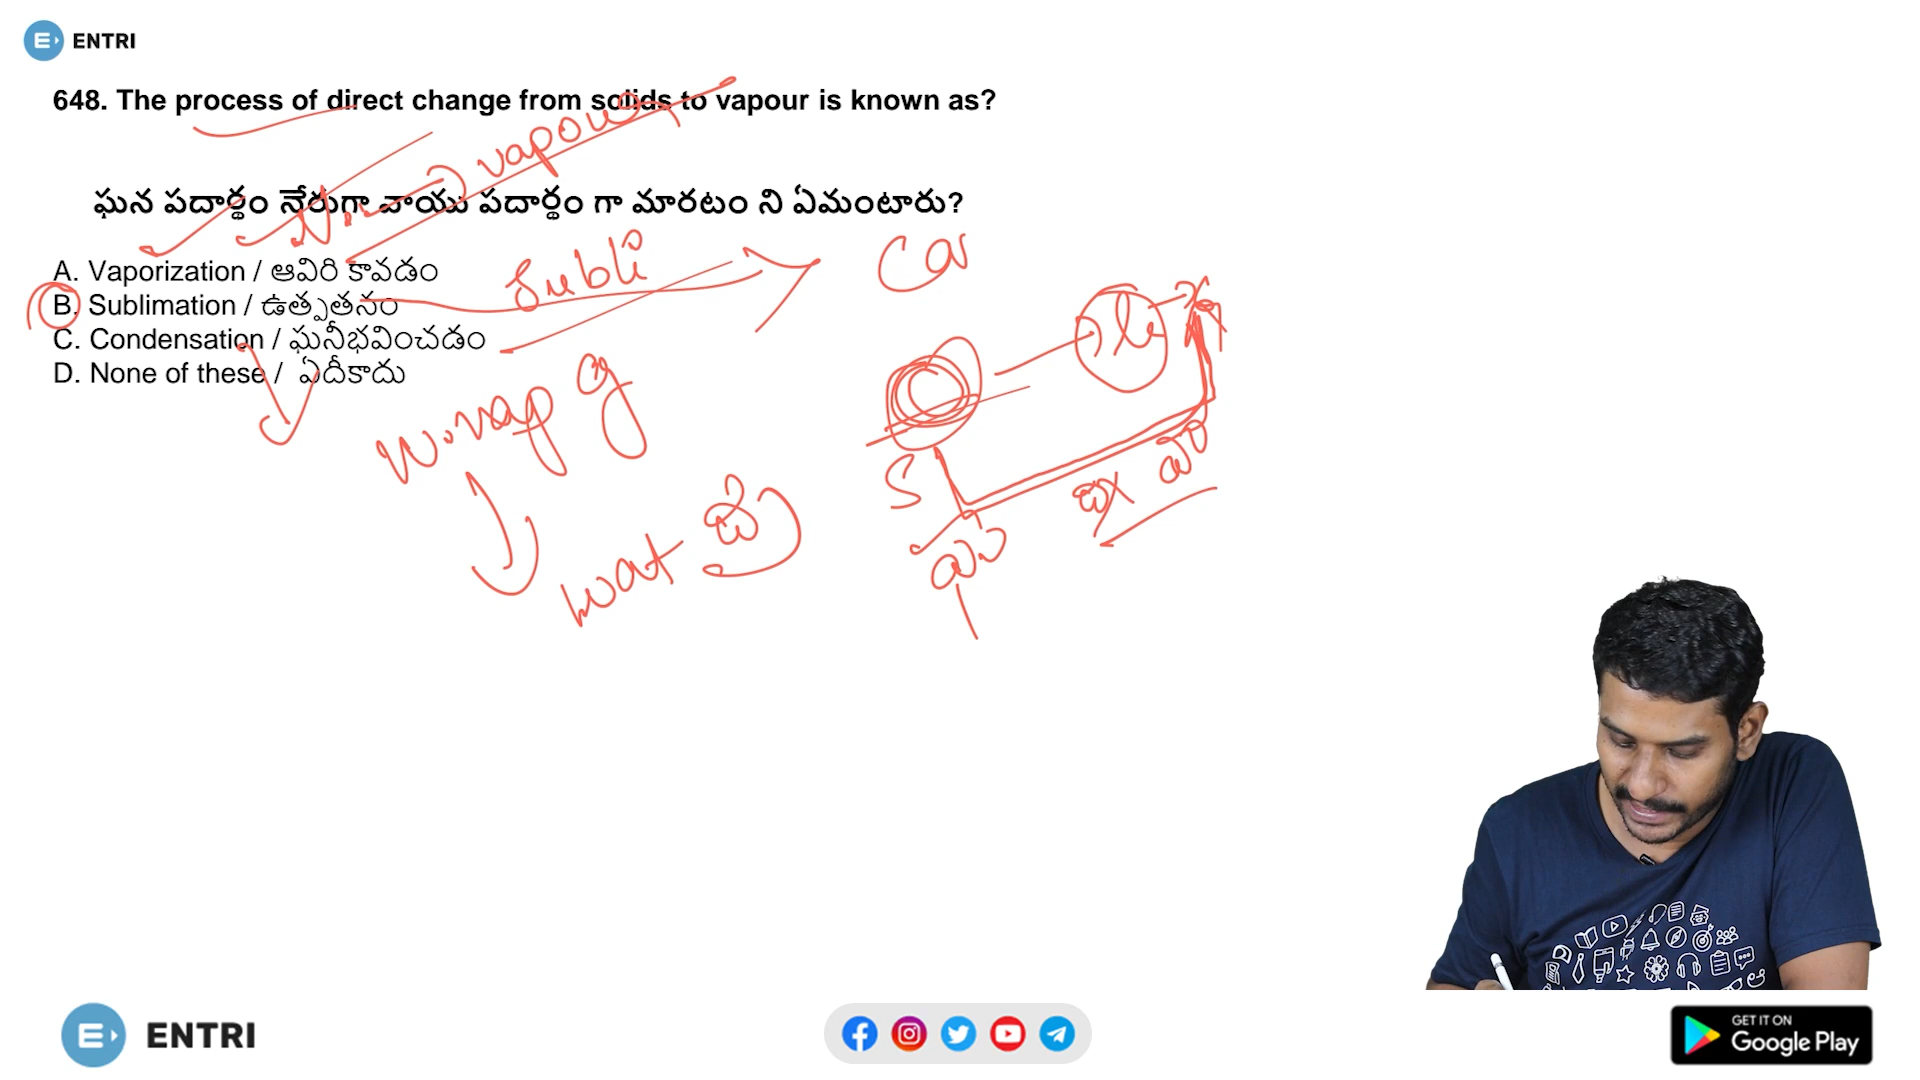 ENTRI
648. The process of direct change from solids to vapour is known as?
vapour
ఘన పదార్థం నేరుగా వాయు పదార్థం గా మారటం ని ఏమంటారు?
A. Vaporization / ఆవిరి కావడం
B. Sublimation / ఉత్పతనం
C. Condensation / ఘనీభవించడం
D. None of these / ఏదీకాదు
Subli
Ca
S
wat
ENTRI
GET IT ON
Google Play